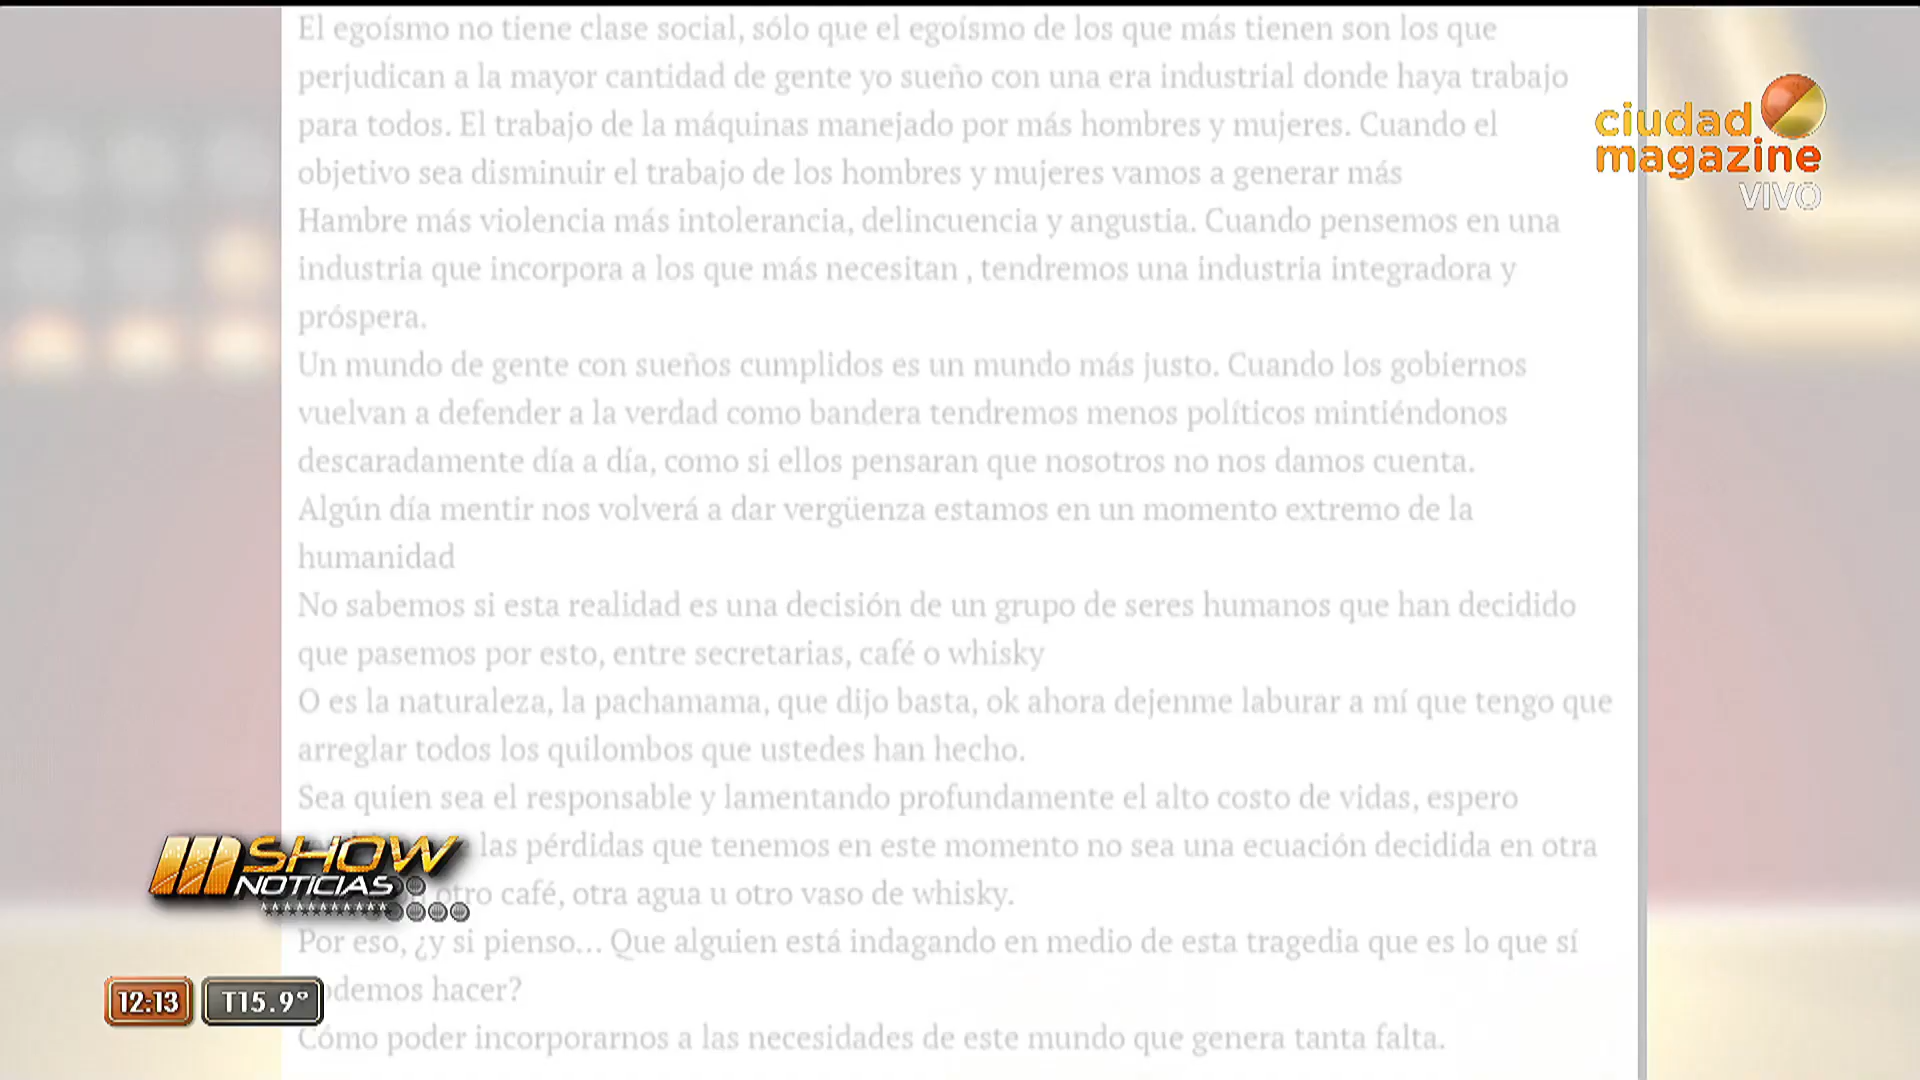 El egoísmo no tiene clase social, sólo que el egoísmo de los que más tienen son los que
perjudican a la mayor cantidad de gente yo sueño con una era industrial donde haya trabajo
para todos. El trabajo de la máquinas manejado por más hombres y mujeres. Cuando el
objetivo sea disminuir el trabajo de los hombres y mujeres vamos a generar más
Hambre más violencia más intolerancia, delincuencia y angustia. Cuando pensemos en una
industria que incorpora a los que más necesitan , tendremos una industria integradora y
próspera.
Un mundo de gente con sueños cumplidos es un mundo más justo. Cuando los gobiernos
vuelvan a defender a la verdad como bandera tendremos menos políticos mintiéndonos
descaradamente día a día, como si ellos pensaran que nosotros no nos damos cuenta.
Algún día mentir nos volverá a dar vergüenza estamos en un momento extremo de la
humanidad
No sabemos si esta realidad es una decisión de un grupo de seres humanos que han decidido
que pasemos por esto, entre secretarias, café o whisky
O es la naturaleza, la pachamama, que dijo basta, ok ahora dejenme laburar a mí que tengo que
arreglar todos los quilombos que ustedes han hecho.
Sea quien sea el responsable y lamentando profundamente el alto costo de vidas, espero
las pérdidas que tenemos en este momento no sea una ecuación decidida en otra
otro café, otra agua u otro vaso de whisky.
Por eso, ¿y si pienso... Que alguien está indagando en medio de esta tragedia que es lo que sí
demos hacer?
Cómo poder incorporarnos a las necesidades de este mundo que genera tanta falta.
ciudad
magazine
VIVO
SHOW
NOTICIAS
12:13
T15.9°